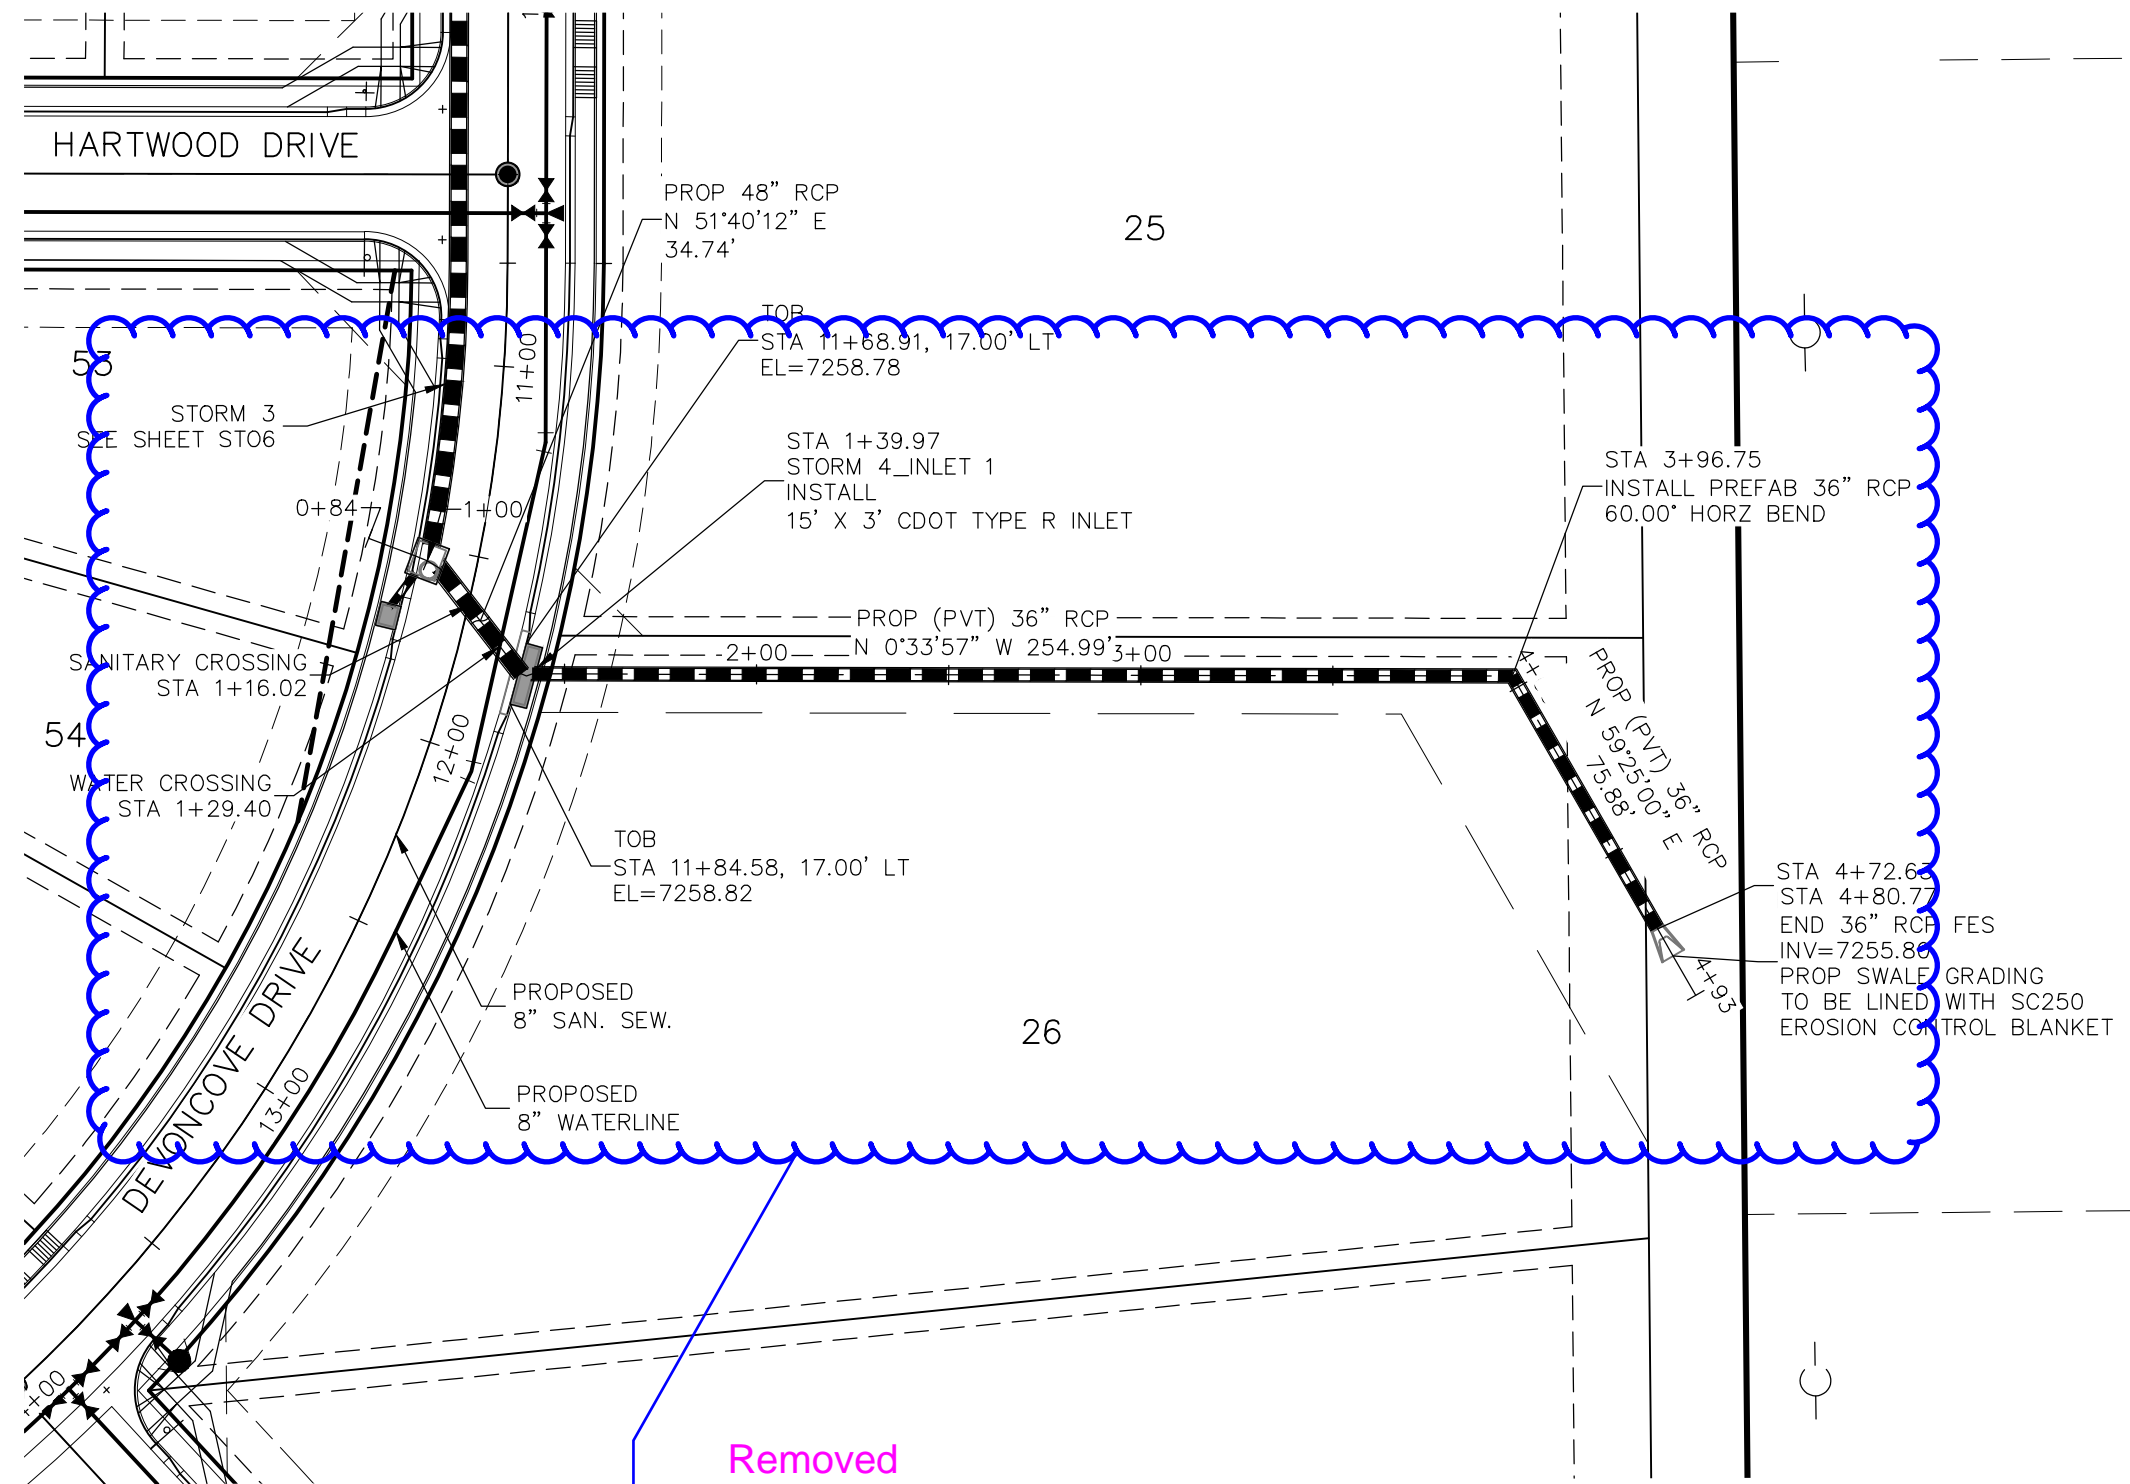 HARTWOOD DRIVE
PROP 48" RCP
N 51°40'12" E
34.74'
25
TOB
STA 11+68.91, 17.00' LT
EL=7258.78
11+00
53
STORM 3
SEE SHEET ST06
STA 1+39.97
STORM 4_INLET 1
INSTALL
15' X 3' CDOT TYPE R INLET
STA 3+96.75
INSTALL PREFAB 36" RCP
60.00° HORZ BEND
0+84
1+00
PROP (PVT) 36" RCP
N 0°33'57" W 254.99'
2+00
3+00
4+
SANITARY CROSSING
STA 1+16.02
PROP (PVT) 36" RCP
N 59°25'00" E
75.88'
54
12+00
WATER CROSSING
STA 1+29.40
TOB
STA 11+84.58, 17.00' LT
EL=7258.82
STA 4+72.63
STA 4+80.77
END 36" RCP FES
INV=7255.86
PROP SWALE GRADING
TO BE LINED WITH SC250
EROSION CONTROL BLANKET
4+93
DEVONCOVE DRIVE
PROPOSED
8" SAN. SEW.
26
13+00
PROPOSED
8" WATERLINE
+00
Removed